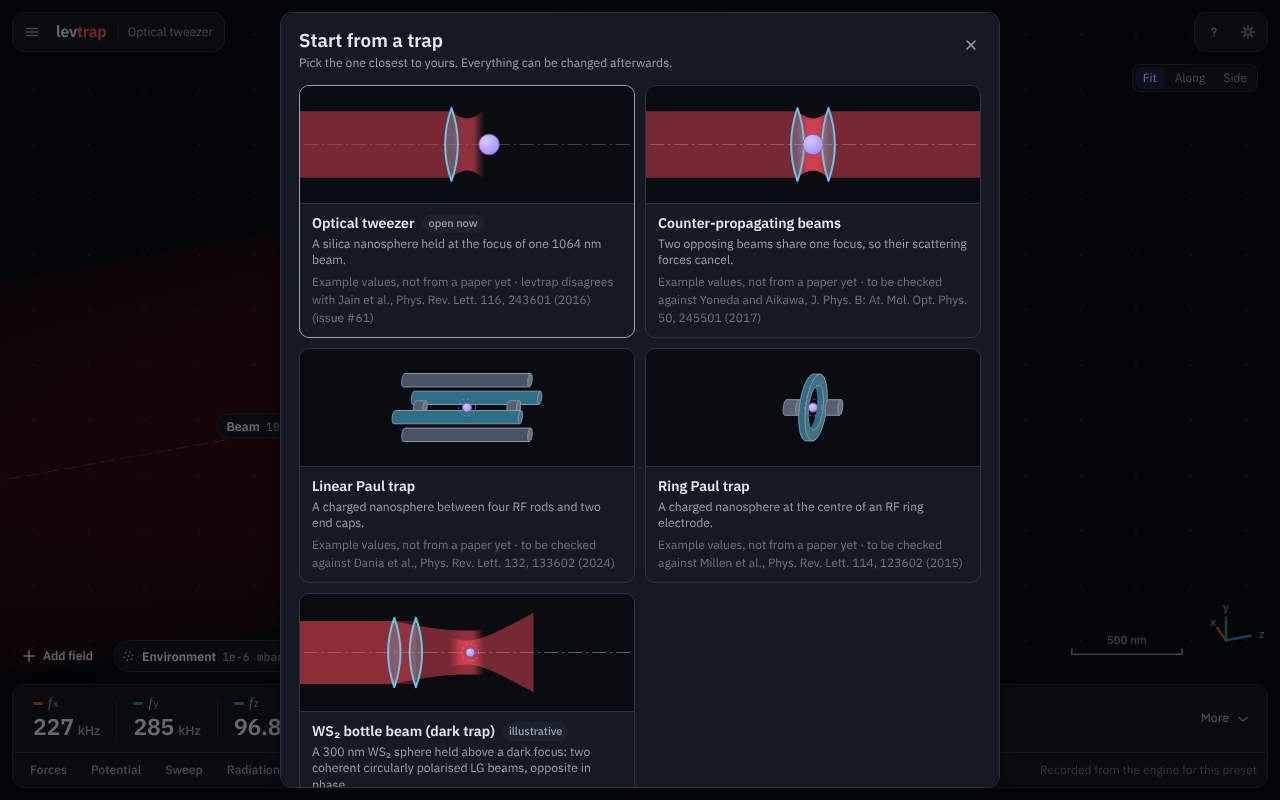 levtrap Optical tweezer
?
Fit Along Side
Start from a trap
Pick the one closest to yours. Everything can be changed afterwards.
Optical tweezer open now
A silica nanosphere held at the focus of one 1064 nm
beam.
Example values, not from a paper yet · levtrap disagrees
with Jain et al., Phys. Rev. Lett. 116, 243601 (2016)
(issue #61)
Counter-propagating beams
Two opposing beams share one focus, so their scattering
forces cancel.
Example values, not from a paper yet · to be checked
against Yoneda and Aikawa, J. Phys. B: At. Mol. Opt. Phys.
50, 245501 (2017)
Linear Paul trap
A charged nanosphere between four RF rods and two
end caps.
Example values, not from a paper yet · to be checked
against Dania et al., Phys. Rev. Lett. 132, 133602 (2024)
Ring Paul trap
A charged nanosphere at the centre of an RF ring
electrode.
Example values, not from a paper yet · to be checked
against Millen et al., Phys. Rev. Lett. 114, 123602 (2015)
WS₂ bottle beam (dark trap) illustrative
A 300 nm WS₂ sphere held above a dark focus: two
coherent circularly polarised LG beams, opposite in
phase
Beam 10
Add field
Environment 1e-6 mba
500 nm
y
x
z
fx
227 kHz
fy
285 kHz
fz
96.8
More
Forces Potential Sweep Radiation
Recorded from the engine for this preset